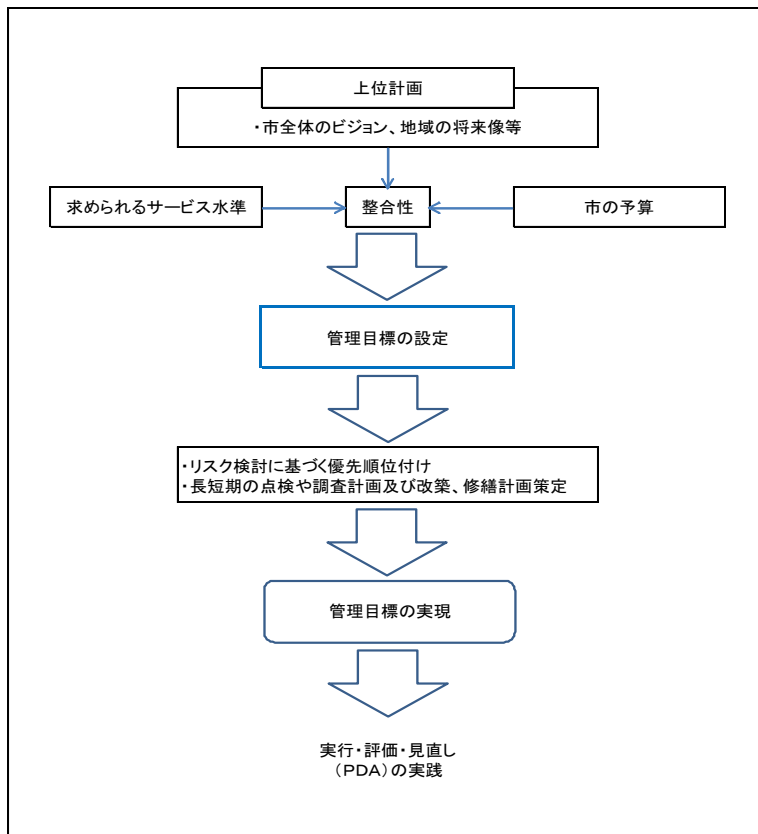 上位計画
・市全体のビジョン、地域の将来像等
求められるサービス水準
整合性
市の予算
管理目標の設定
・リスク検討に基づく優先順位付け
・長短期の点検や調査計画及び改築、修繕計画策定
管理目標の実現
実行・評価・見直し
（PDA）の実践